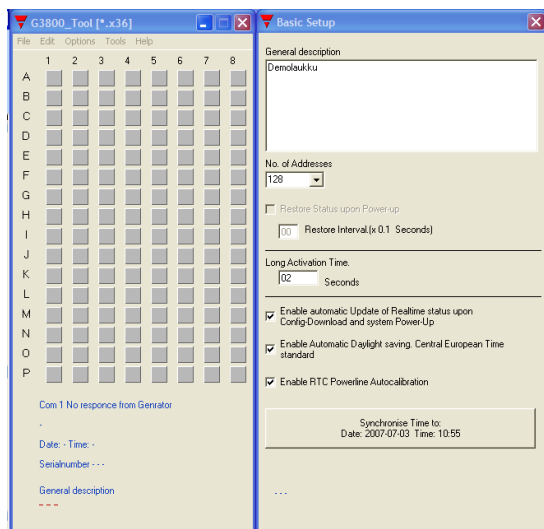 G3800_Tool [*.x36]
File Edit Options Tools Help
1 2 3 4 5 6 7 8
A
B
C
D
E
F
G
H
I
J
K
L
M
N
O
P
Com 1 No responce from Genrator
-
Date: - Time: -
Serialnumber - - -
General description
- - -
Basic Setup
General description
Demolaukku
No. of Addresses
128
Restore Status upon Power-up
00 Restore Interval.(x 0.1 Seconds)
Long Activation Time.
02 Seconds
Enable automatic Update of Realtime status upon
Config-Download and system Power-Up
Enable Automatic Daylight saving. Central European Time
standard
Enable RTC Powerline Autocalibration
Synchronise Time to:
Date: 2007-07-03 Time: 10:55
. . .